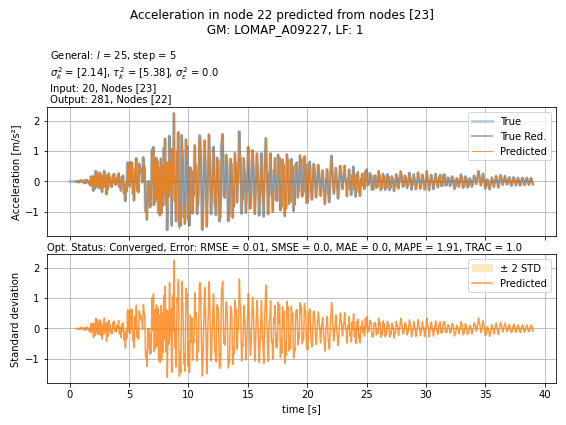 Acceleration in node 22 predicted from nodes [23]
GM: LOMAP_A09227, LF: 1
General: l = 25, step = 5
σ²ₖ = [2.14], τ²ₖ = [5.38], σ²_ε = 0.0
Input: 20, Nodes [23]
Output: 281, Nodes [22]
Acceleration [m/s²]
2
1
0
−1
True
True Red.
Predicted
Opt. Status: Converged, Error: RMSE = 0.01, SMSE = 0.0, MAE = 0.0, MAPE = 1.91, TRAC = 1.0
Standard deviation
2
1
0
−1
± 2 STD
Predicted
0 5 10 15 20 25 30 35 40
time [s]